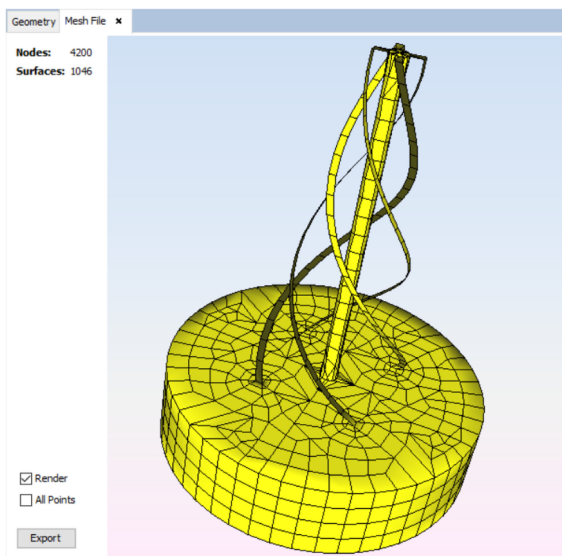 Geometry Mesh File ×
Nodes: 4200
Surfaces: 1046
Render
All Points
Export